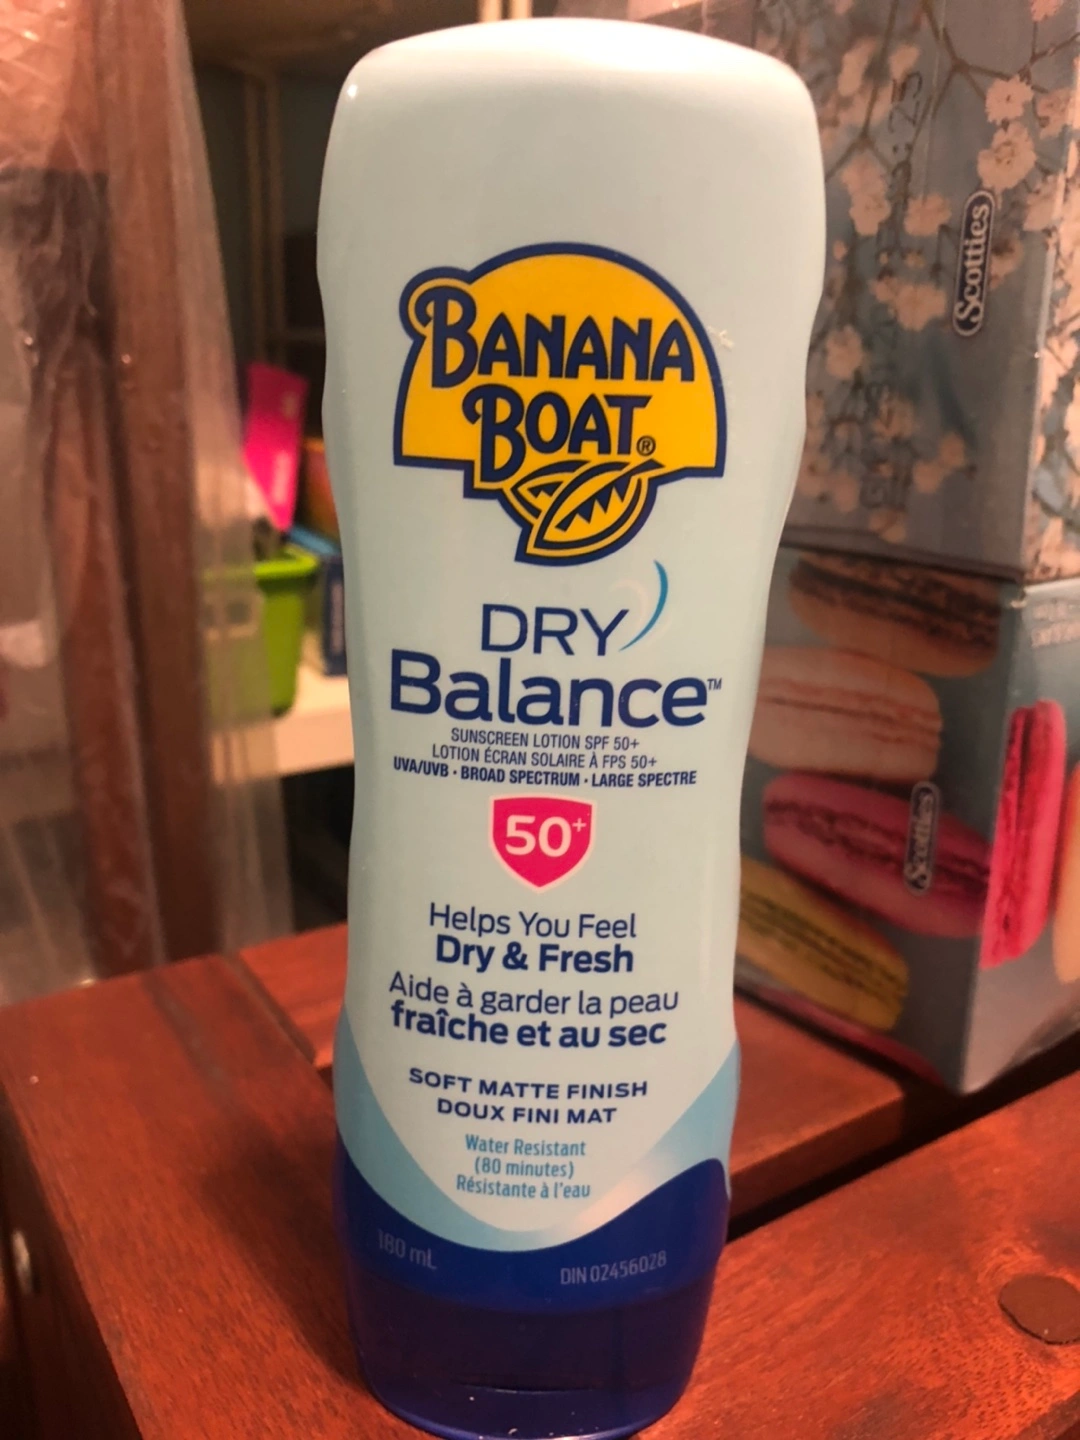 BANANA
BOAT®
DRY
Balance™
SUNSCREEN LOTION SPF 50+
LOTION ÉCRAN SOLAIRE À FPS 50+
UVA/UVB · BROAD SPECTRUM · LARGE SPECTRE
50+
Helps You Feel
Dry & Fresh
Aide à garder la peau
fraîche et au sec
SOFT MATTE FINISH
DOUX FINI MAT
Water Resistant
(80 minutes)
Résistante à l'eau
180 mL
DIN 02456028
Scotties
Scotties